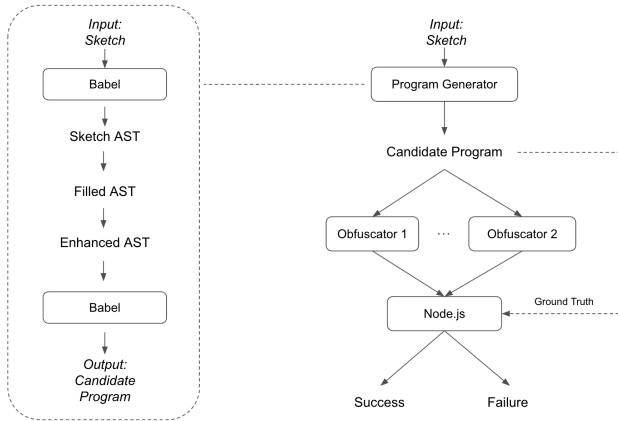 Input:
Sketch
Babel
Sketch AST
Filled AST
Enhanced AST
Babel
Output:
Candidate
Program
Input:
Sketch
Program Generator
Candidate Program
Obfuscator 1
...
Obfuscator 2
Ground Truth
Node.js
Success
Failure